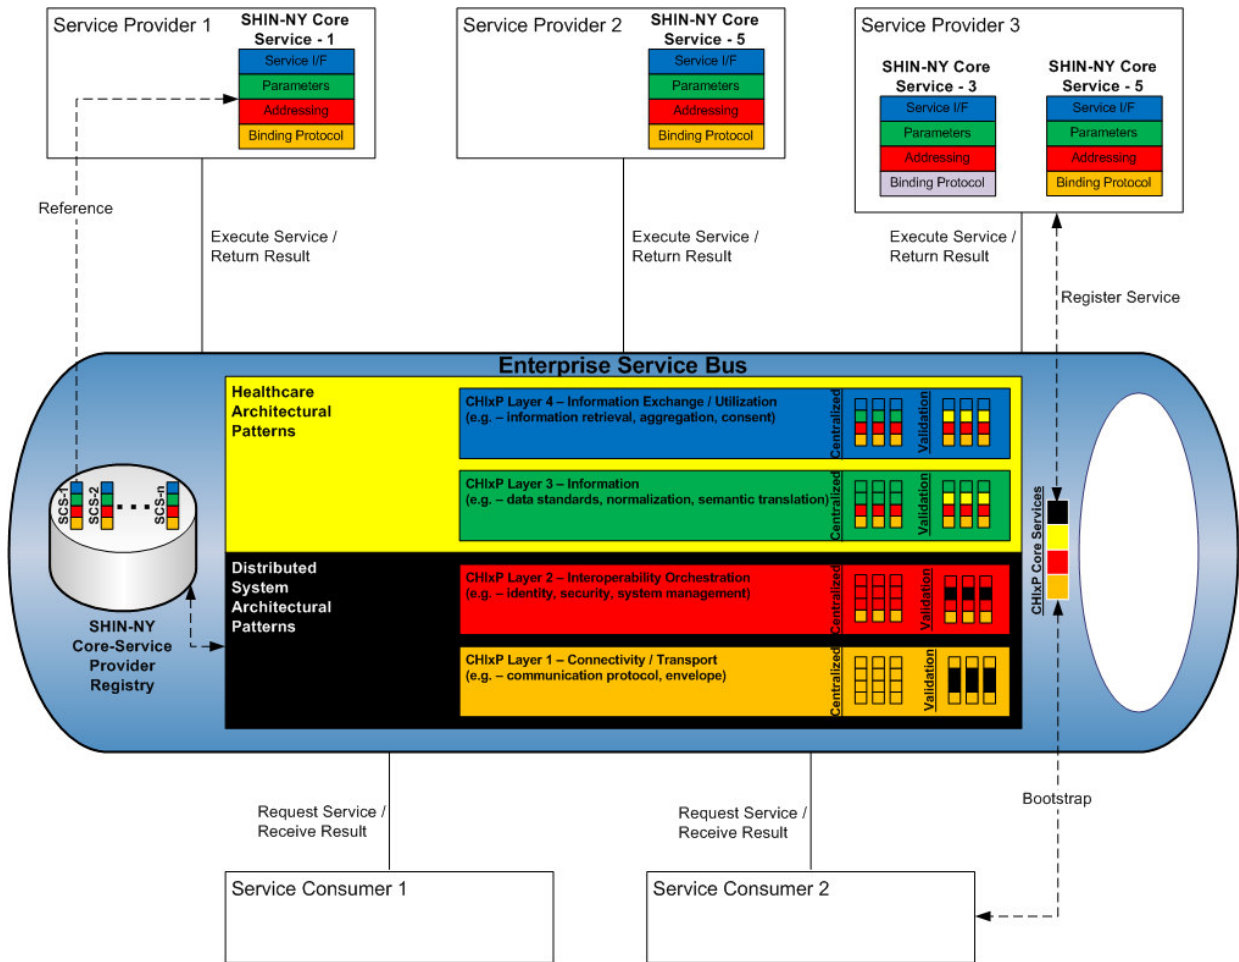 Service Provider 1
SHIN-NY Core
Service - 1
Service I/F
Parameters
Addressing
Binding Protocol
Service Provider 2
SHIN-NY Core
Service - 5
Service I/F
Parameters
Addressing
Binding Protocol
Service Provider 3
SHIN-NY Core
Service - 3
Service I/F
Parameters
Addressing
Binding Protocol
SHIN-NY Core
Service - 5
Service I/F
Parameters
Addressing
Binding Protocol
Reference
Execute Service /
Return Result
Execute Service /
Return Result
Execute Service /
Return Result
Register Service
Enterprise Service Bus
Healthcare
Architectural
Patterns
CHIxP Layer 4 – Information Exchange / Utilization
(e.g. – information retrieval, aggregation, consent)
Centralized
Validation
CHIxP Layer 3 – Information
(e.g. – data standards, normalization, semantic translation)
Centralized
Validation
Distributed
System
Architectural
Patterns
CHIxP Layer 2 – Interoperability Orchestration
(e.g. – identity, security, system management)
Centralized
Validation
CHIxP Layer 1 – Connectivity / Transport
(e.g. – communication protocol, envelope)
Centralized
Validation
SCS-1
SCS-2
SCS-n
SHIN-NY
Core-Service
Provider
Registry
CHIxP Core Services
Bootstrap
Request Service /
Receive Result
Request Service /
Receive Result
Service Consumer 1
Service Consumer 2